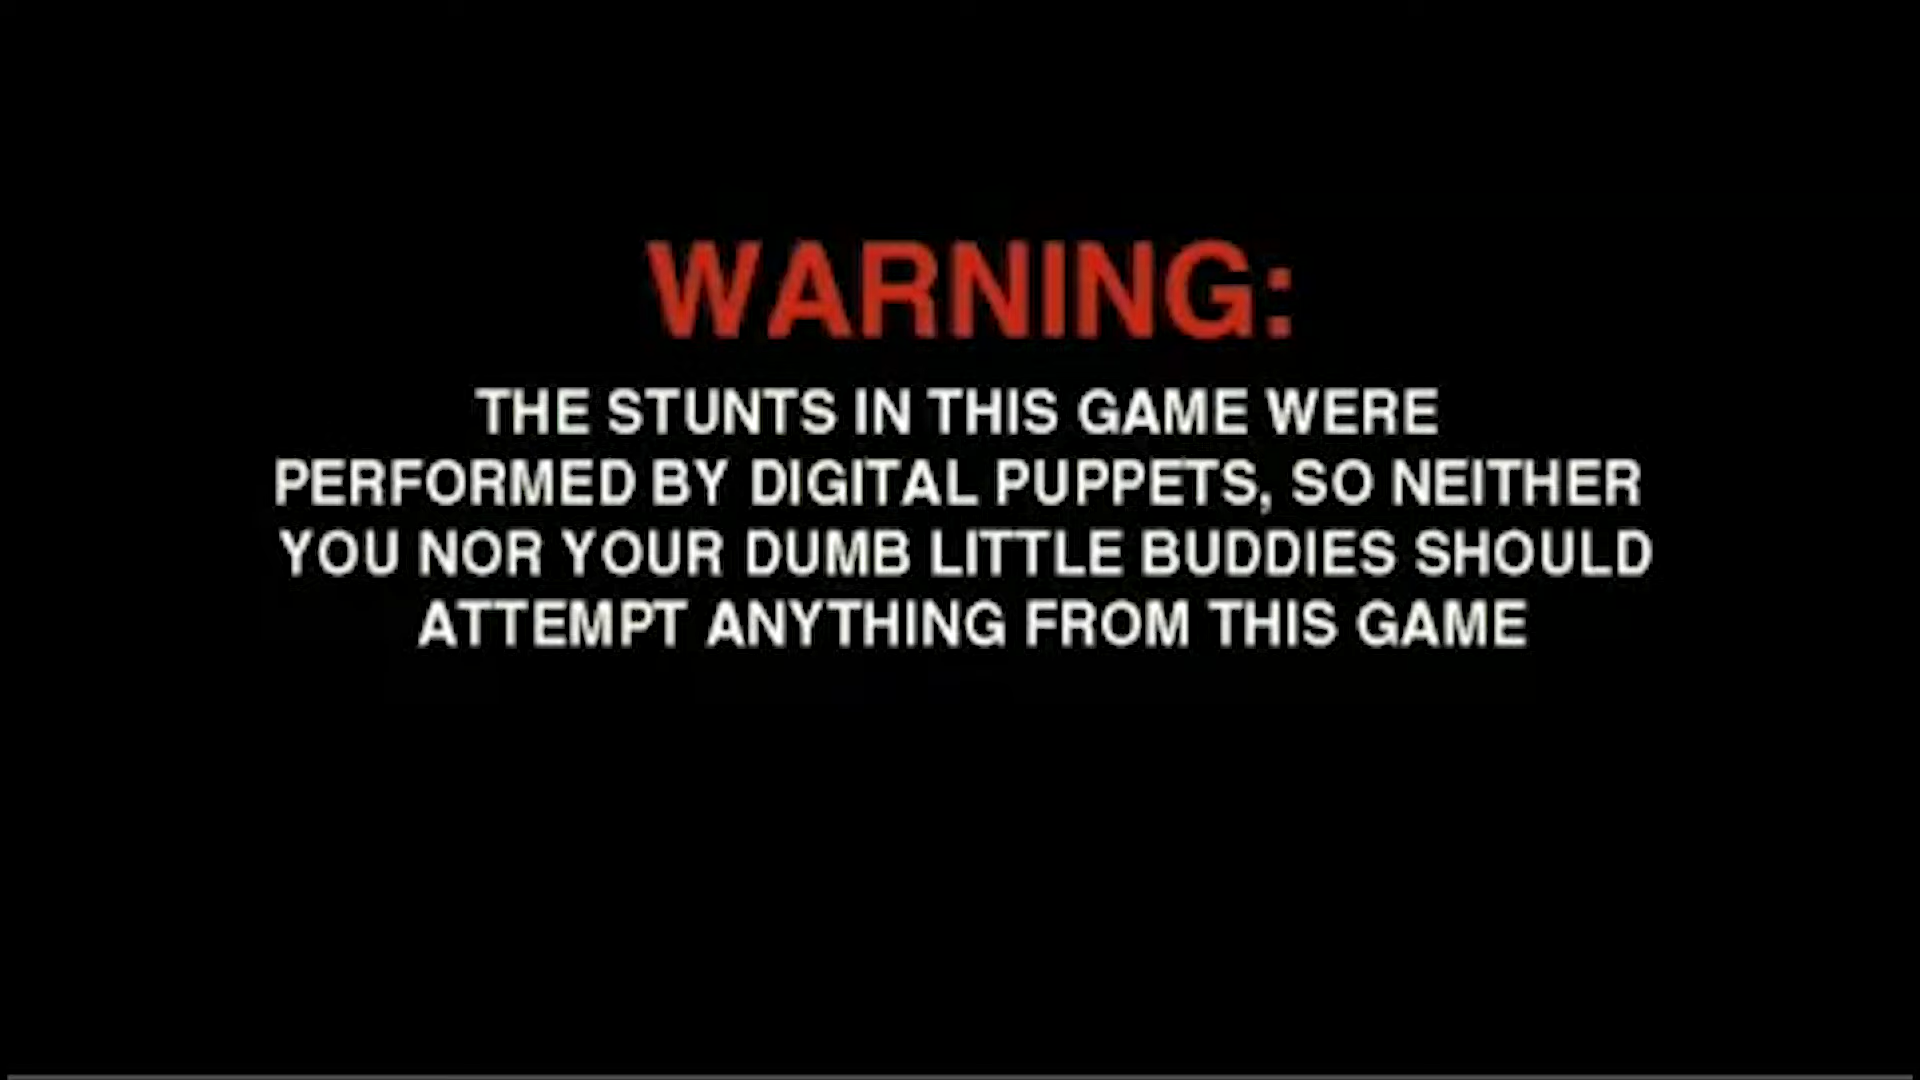 WARNING:
THE STUNTS IN THIS GAME WERE
PERFORMED BY DIGITAL PUPPETS, SO NEITHER
YOU NOR YOUR DUMB LITTLE BUDDIES SHOULD
ATTEMPT ANYTHING FROM THIS GAME